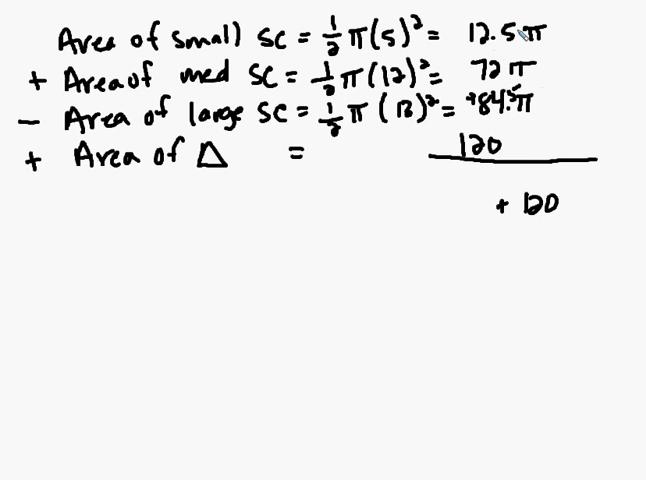 Area of small SC = 1/2 π(5)² = 12.5π
+ Area of med SC = 1/2 π(12)² = 72π
- Area of large SC = 1/2 π(13)² = 84.5π
+ Area of △ = 120
+ 120